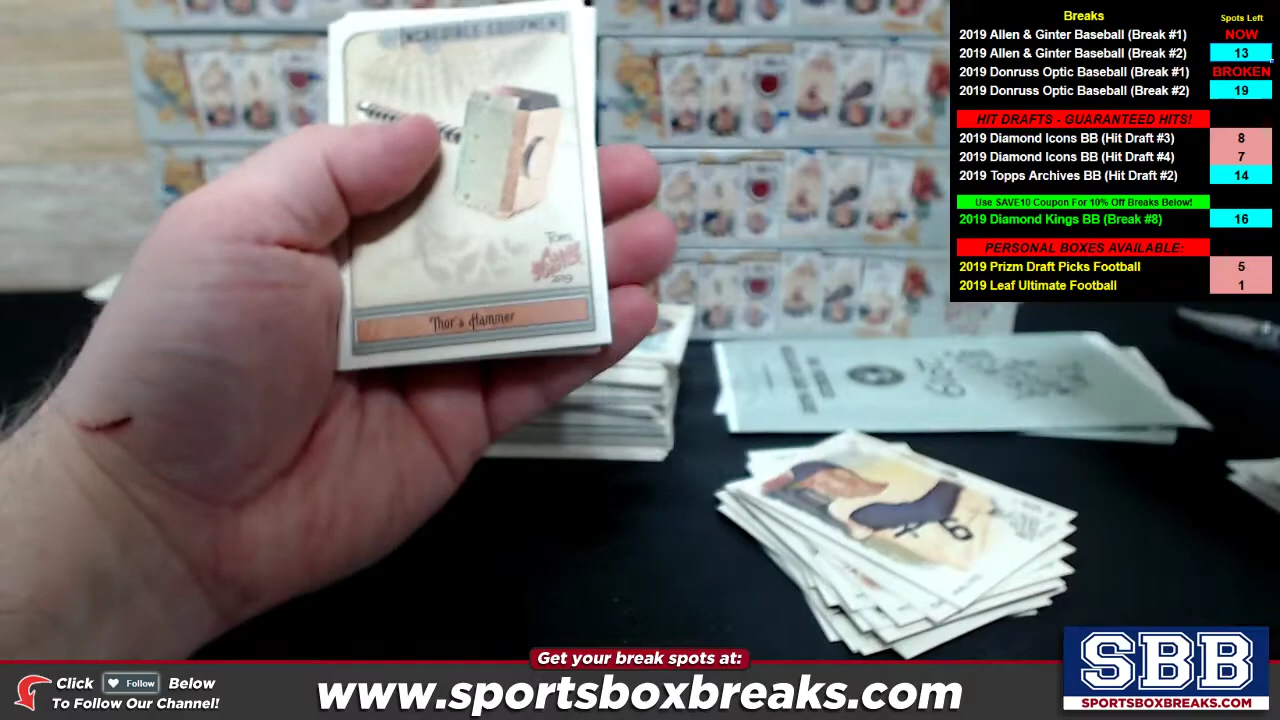 INCREDIBLE EQUIPMENT
TOPPS
2019
Thor's Hammer
2019
Breaks
Spots Left
2019 Allen & Ginter Baseball (Break #1) NOW
2019 Allen & Ginter Baseball (Break #2) 13
2019 Donruss Optic Baseball (Break #1) BROKEN
2019 Donruss Optic Baseball (Break #2) 19
HIT DRAFTS - GUARANTEED HITS!
2019 Diamond Icons BB (Hit Draft #3) 8
2019 Diamond Icons BB (Hit Draft #4) 7
2019 Topps Archives BB (Hit Draft #2) 14
Use SAVE10 Coupon For 10% Off Breaks Below!
2019 Diamond Kings BB (Break #8) 16
PERSONAL BOXES AVAILABLE:
2019 Prizm Draft Picks Football 5
2019 Leaf Ultimate Football 1
Get your break spots at:
Click Follow Below
To Follow Our Channel!
www.sportsboxbreaks.com
SBB
SPORTSBOXBREAKS.COM